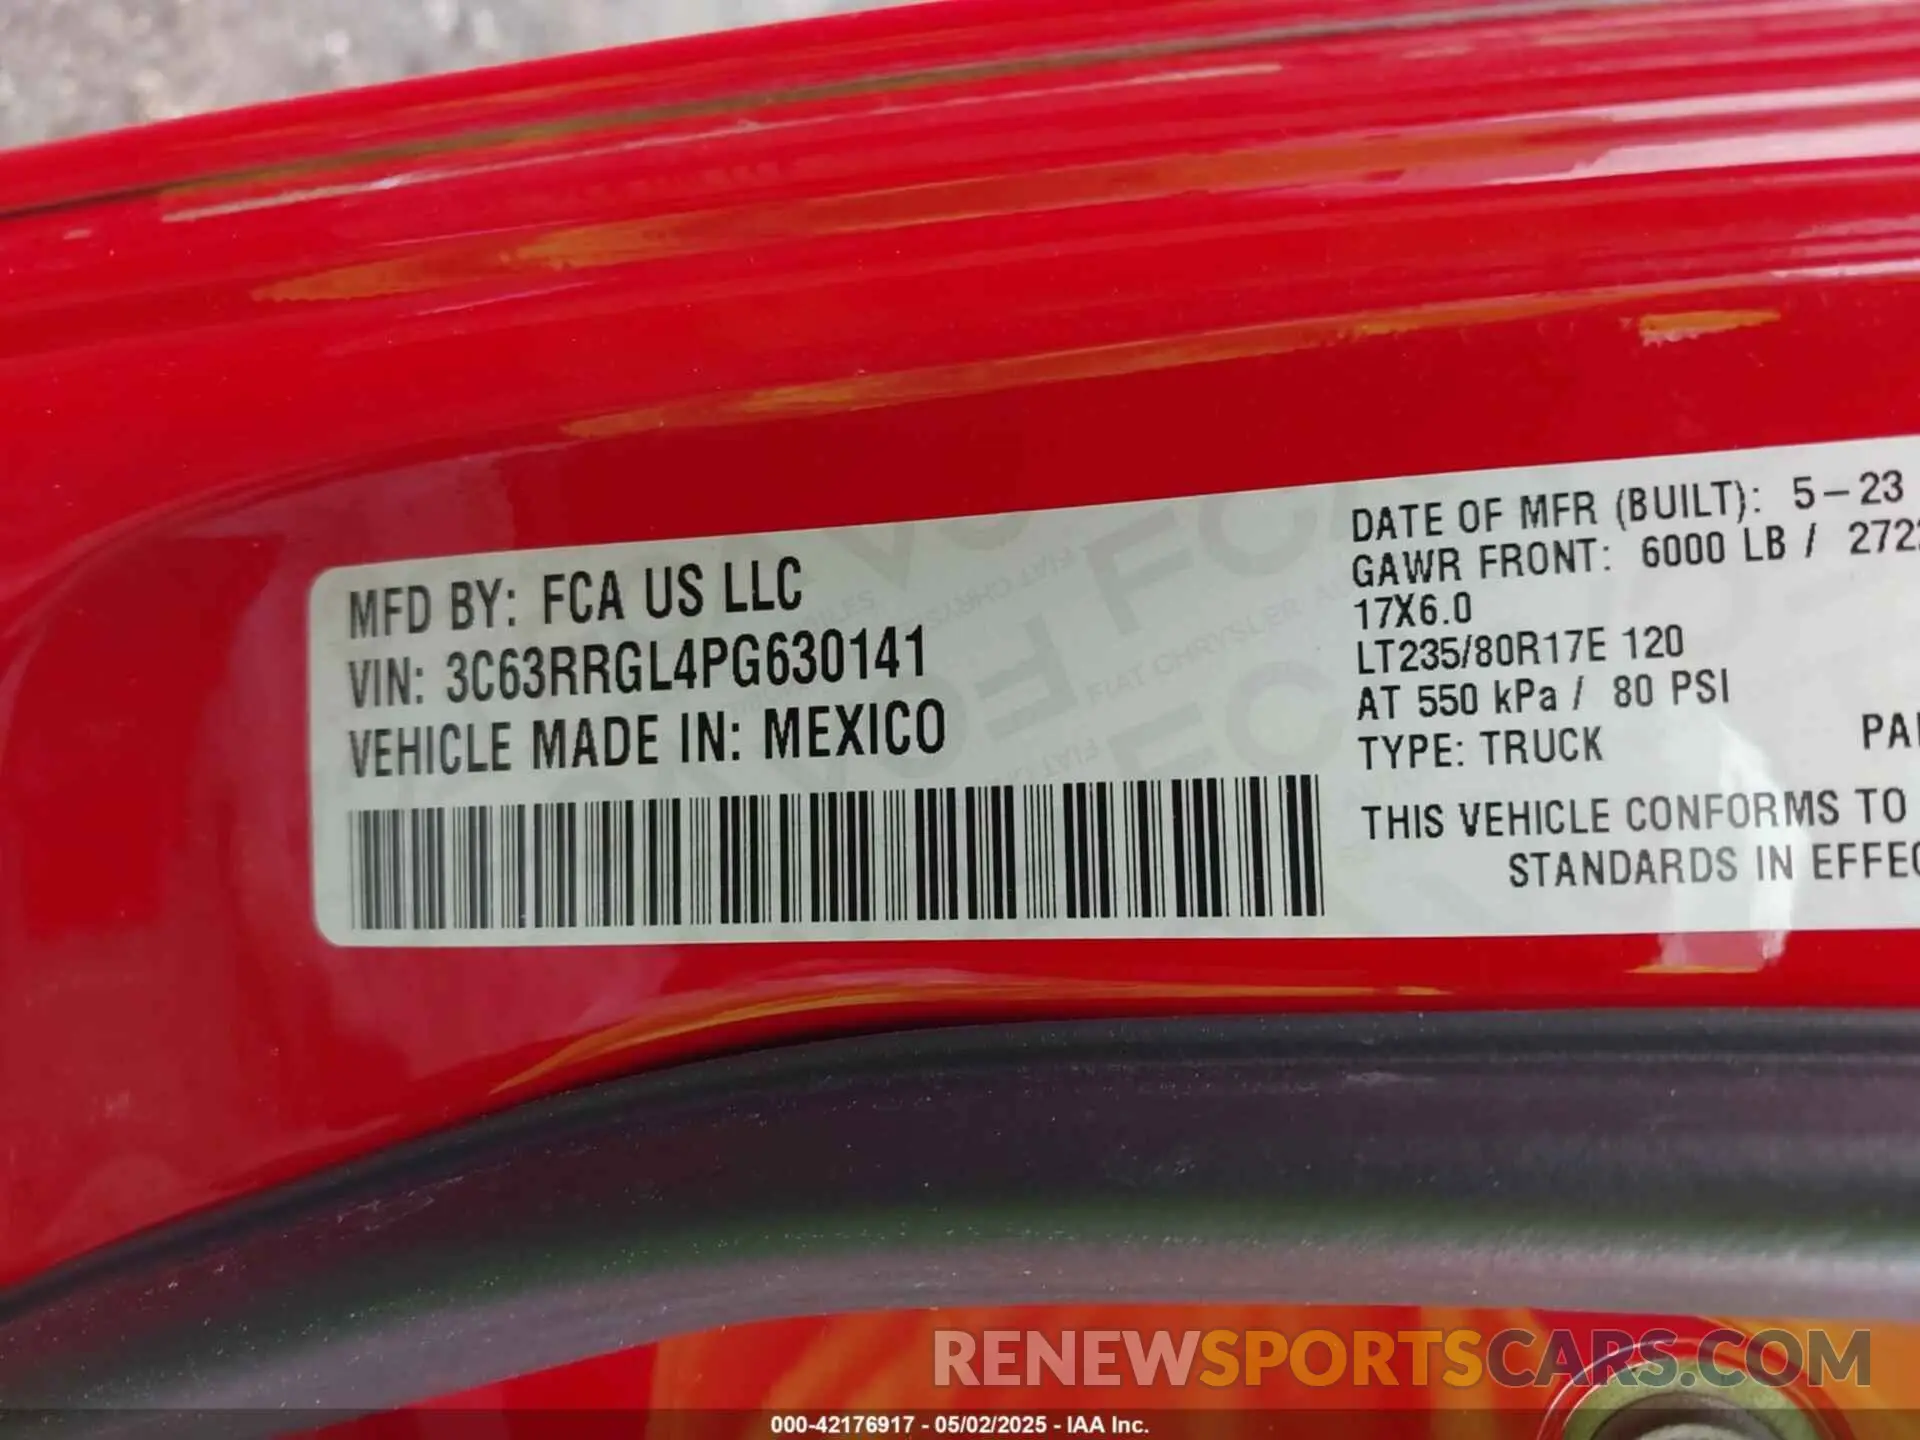 MFD BY: FCA US LLC
VIN: 3C63RRGL4PG630141
VEHICLE MADE IN: MEXICO
DATE OF MFR (BUILT): 5-23
GAWR FRONT: 6000 LB / 272
17X6.0
LT235/80R17E 120
AT 550 kPa / 80 PSI
TYPE: TRUCK
THIS VEHICLE CONFORMS TO
STANDARDS IN
RENEWSPORTSCARS.COM
000-42176917 - 05/02/2025 - IAA Inc.